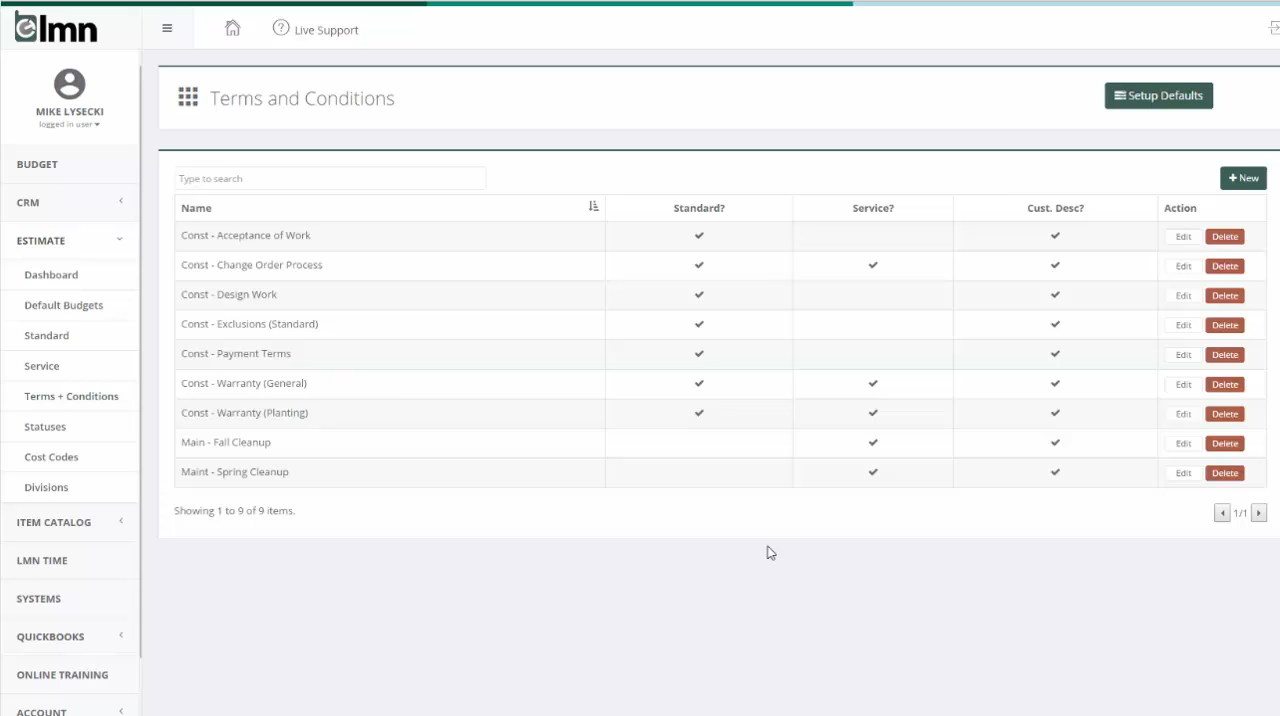 lmn
Live Support
MIKE LYSECKI
logged in user
BUDGET
CRM
ESTIMATE
Dashboard
Default Budgets
Standard
Service
Terms + Conditions
Statuses
Cost Codes
Divisions
ITEM CATALOG
LMN TIME
SYSTEMS
QUICKBOOKS
ONLINE TRAINING
ACCOUNT
Terms and Conditions
Setup Defaults
Type to search
+ New
Name Standard? Service? Cust. Desc? Action
Const - Acceptance of Work Edit Delete
Const - Change Order Process Edit Delete
Const - Design Work Edit Delete
Const - Exclusions (Standard) Edit Delete
Const - Payment Terms Edit Delete
Const - Warranty (General) Edit Delete
Const - Warranty (Planting) Edit Delete
Main - Fall Cleanup Edit Delete
Maint - Spring Cleanup Edit Delete
Showing 1 to 9 of 9 items. 1/1